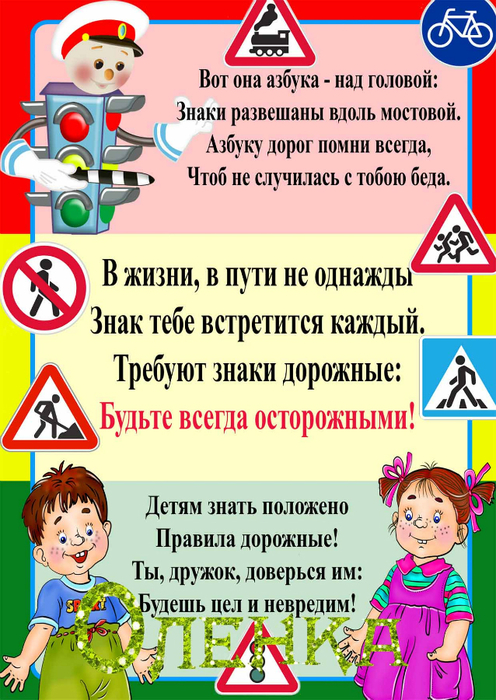 Вот она азбука - над головой:
Знаки развешаны вдоль мостовой.
Азбуку дорог помни всегда,
Чтоб не случилась с тобою беда.
В жизни, в пути не однажды
Знак тебе встретится каждый.
Требуют знаки дорожные:
Будьте всегда осторожными!
Детям знать положено
Правила дорожные!
Ты, дружок, доверься им:
Будешь цел и невредим!
SPORT
Оленка